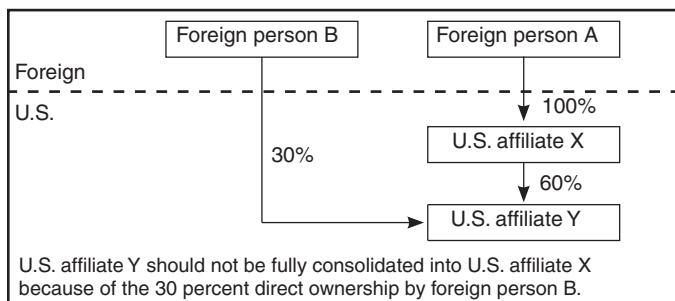 Foreign person B
Foreign person A
Foreign
U.S.
100%
U.S. affiliate X
30%
60%
U.S. affiliate Y
U.S. affiliate Y should not be fully consolidated into U.S. affiliate X
because of the 30 percent direct ownership by foreign person B.